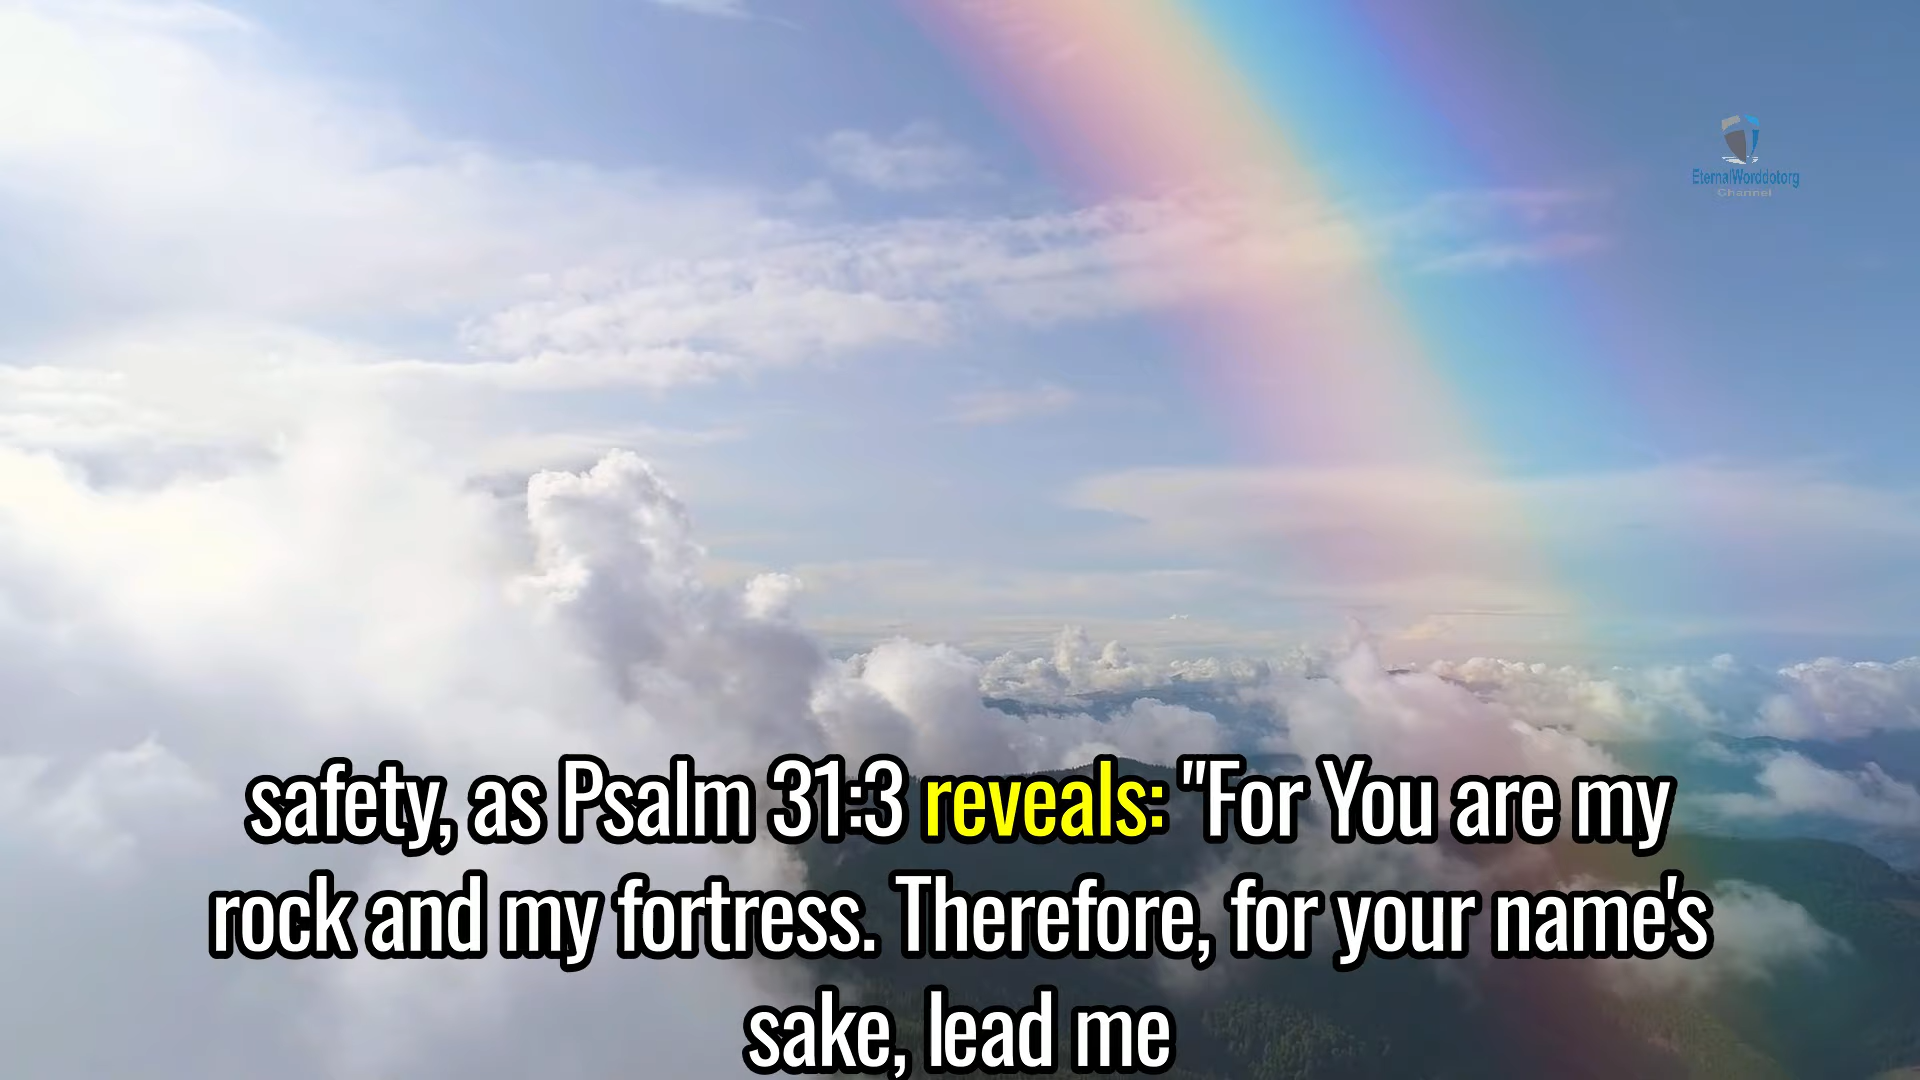 EternalWorddotorg
Channel
safety, as Psalm 31:3 reveals: "For You are my
rock and my fortress. Therefore, for your name's
sake, lead me